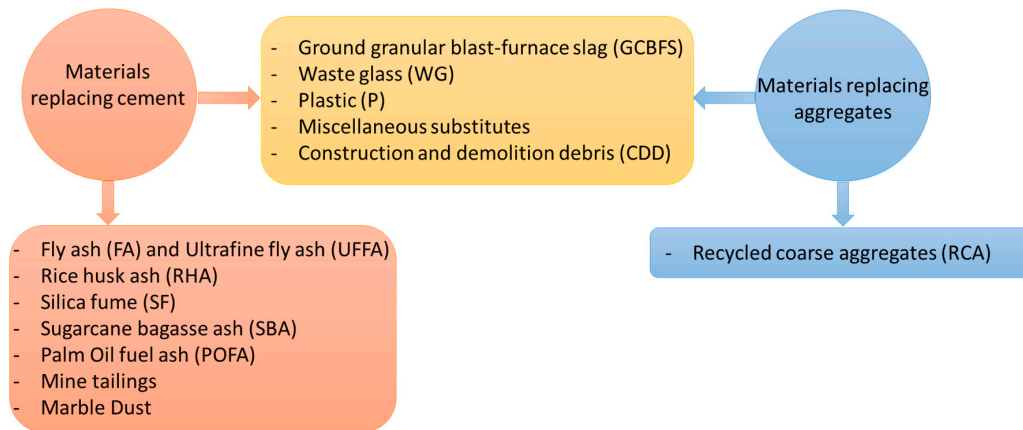 Materials
replacing cement
- Ground granular blast-furnace slag (GCBFS)
- Waste glass (WG)
- Plastic (P)
- Miscellaneous substitutes
- Construction and demolition debris (CDD)
Materials replacing
aggregates
- Fly ash (FA) and Ultrafine fly ash (UFFA)
- Rice husk ash (RHA)
- Silica fume (SF)
- Sugarcane bagasse ash (SBA)
- Palm Oil fuel ash (POFA)
- Mine tailings
- Marble Dust
- Recycled coarse aggregates (RCA)